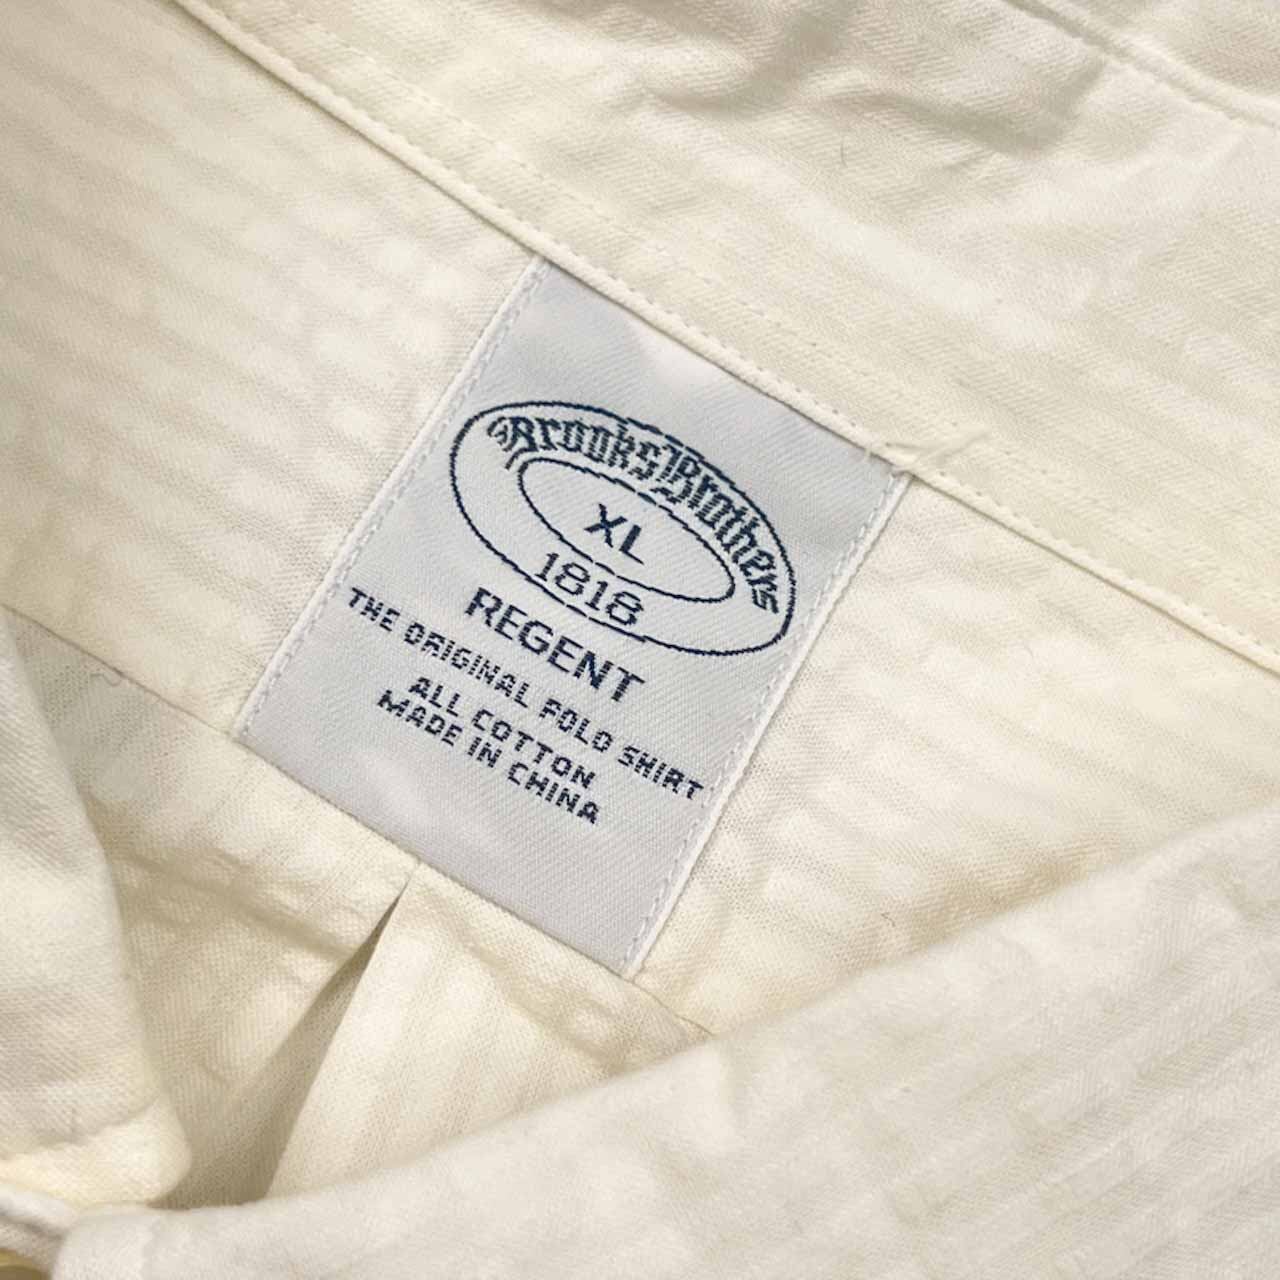 Brooks Brothers
XL
1818
REGENT
THE ORIGINAL POLO SHIRT
ALL COTTON
MADE IN CHINA